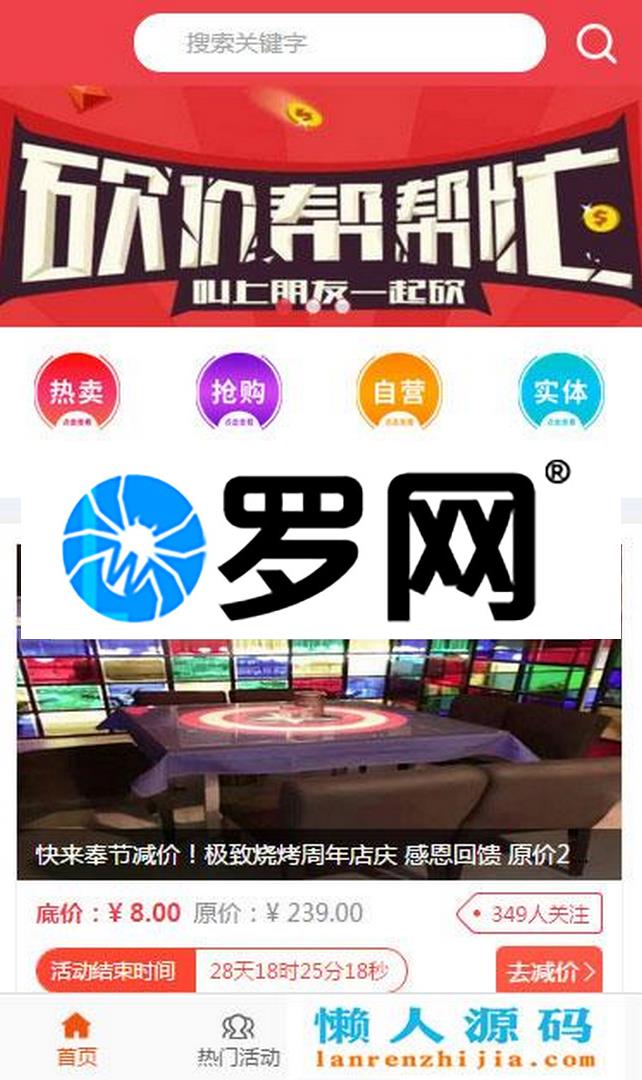 搜索关键字
砍价帮帮忙
叫上朋友一起砍
热卖 抢购 自营 实体
点击查看 点击查看 点击查看 点击查看
罗网®
快来奉节减价！极致烧烤周年店庆 感恩回馈 原价2...
底价：¥ 8.00 原价：¥ 239.00 349人关注
活动结束时间 28天18时25分18秒 去减价
首页 热门活动
懒人源码
lanrenzhijia.com